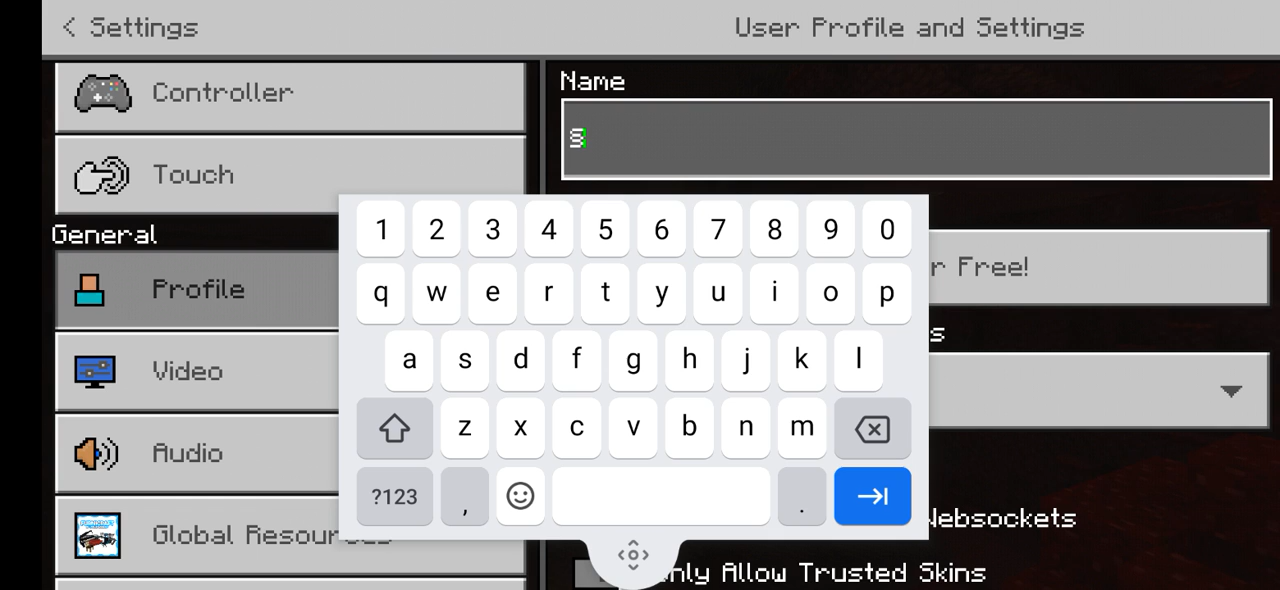 Settings
User Profile and Settings
Controller
Name
§
Touch
General
r Free!
Profile
s
Video
Audio
Global Resources
Websockets
nly Allow Trusted Skins
1 2 3 4 5 6 7 8 9 0
q w e r t y u i o p
a s d f g h j k l
z x c v b n m
?123 , .